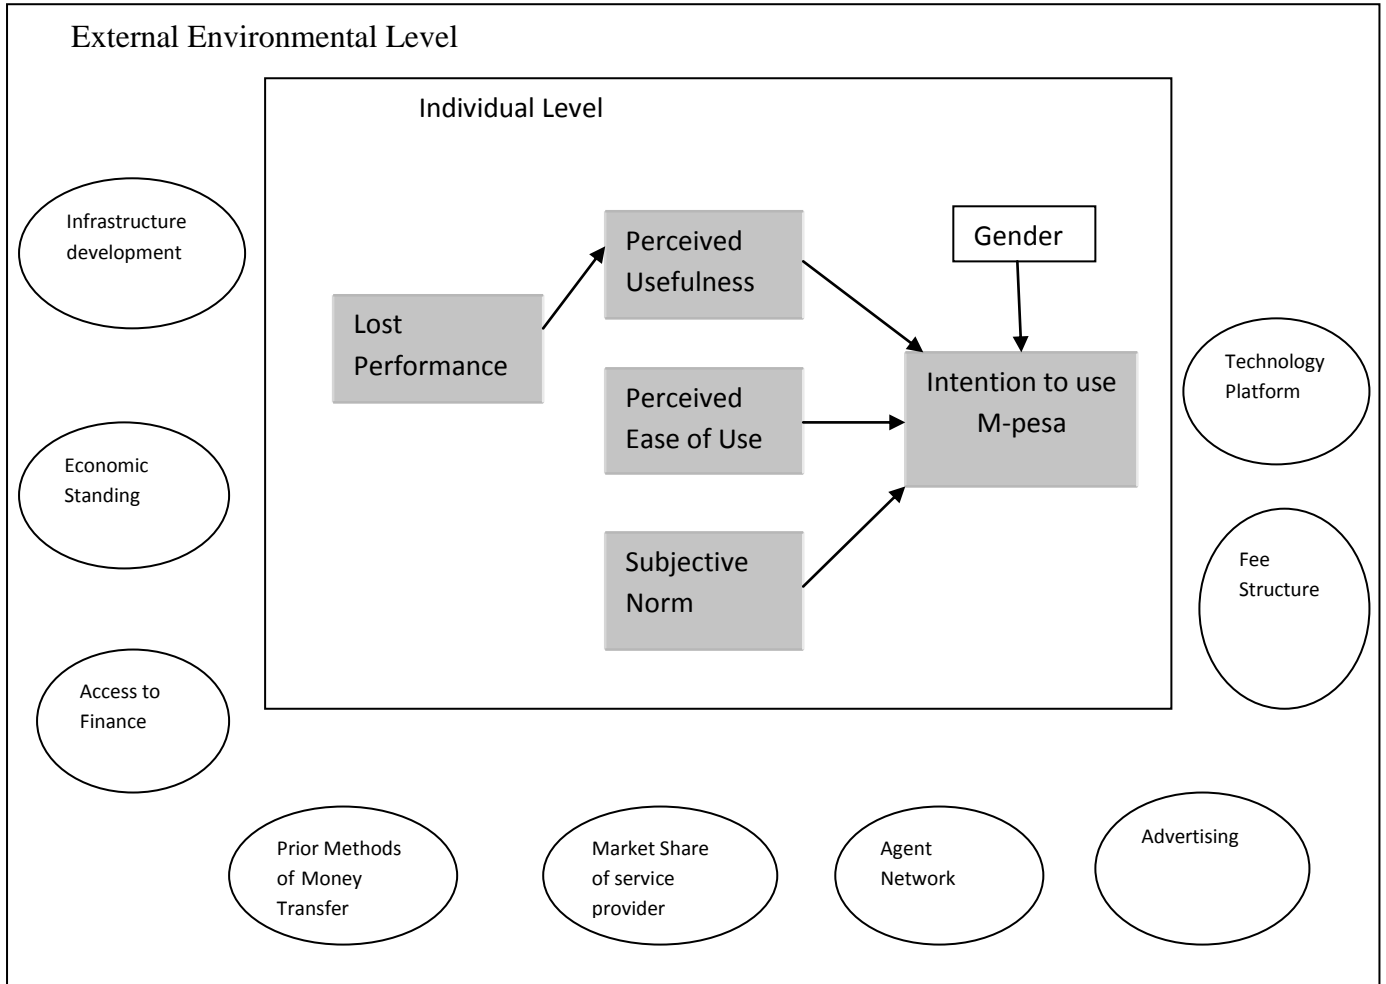 External Environmental Level
Individual Level
Infrastructure
development
Economic
Standing
Access to
Finance
Lost
Performance
Perceived
Usefulness
Perceived
Ease of Use
Subjective
Norm
Gender
Intention to use
M-pesa
Technology
Platform
Fee
Structure
Prior Methods
of Money
Transfer
Market Share
of service
provider
Agent
Network
Advertising